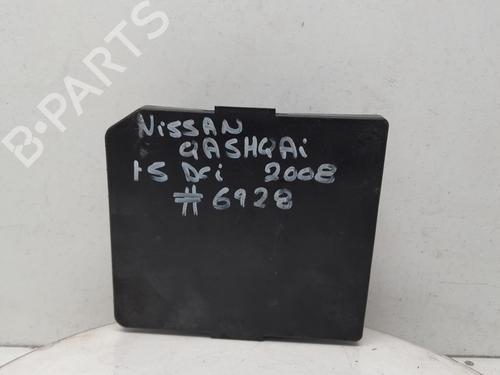 B-PARTS
NISSAN
QASHQAi
15 DCi 2008
#6928